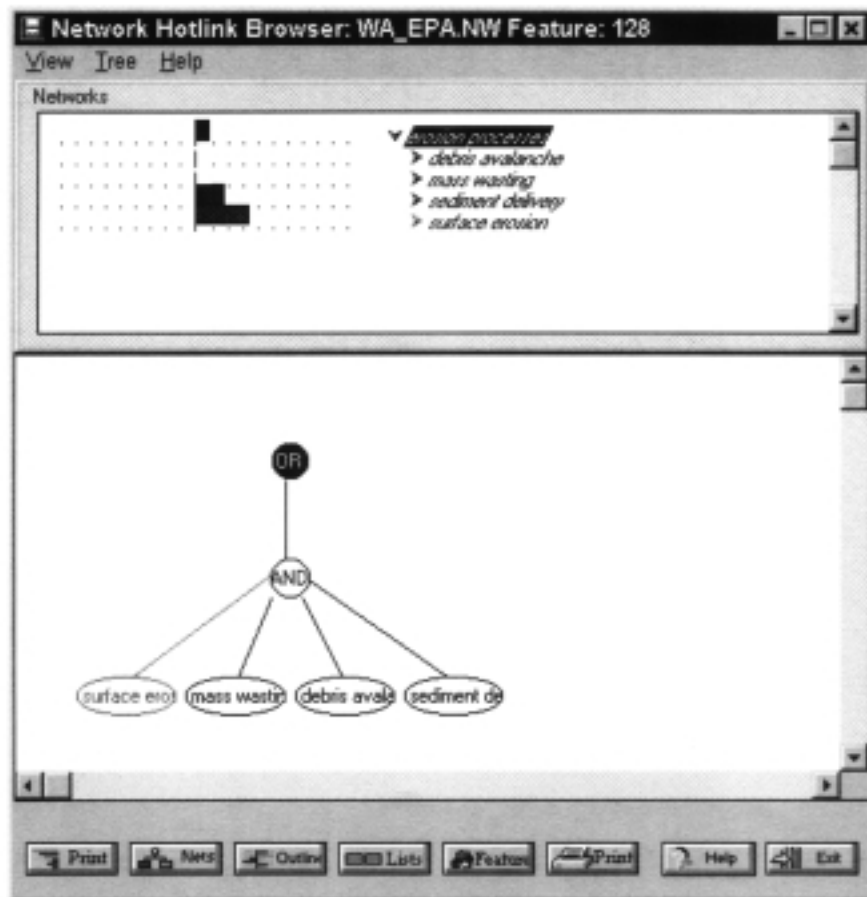 Network Hotlink Browser: WA_EPA.NW Feature: 128
View Tree Help
Networks
erosion processes
debris avalanche
mass wasting
sediment delivery
surface erosion
OR
AND
surface eros mass wastin debris avala sediment de
Print Nets Outline Lists Feature Print Help Exit